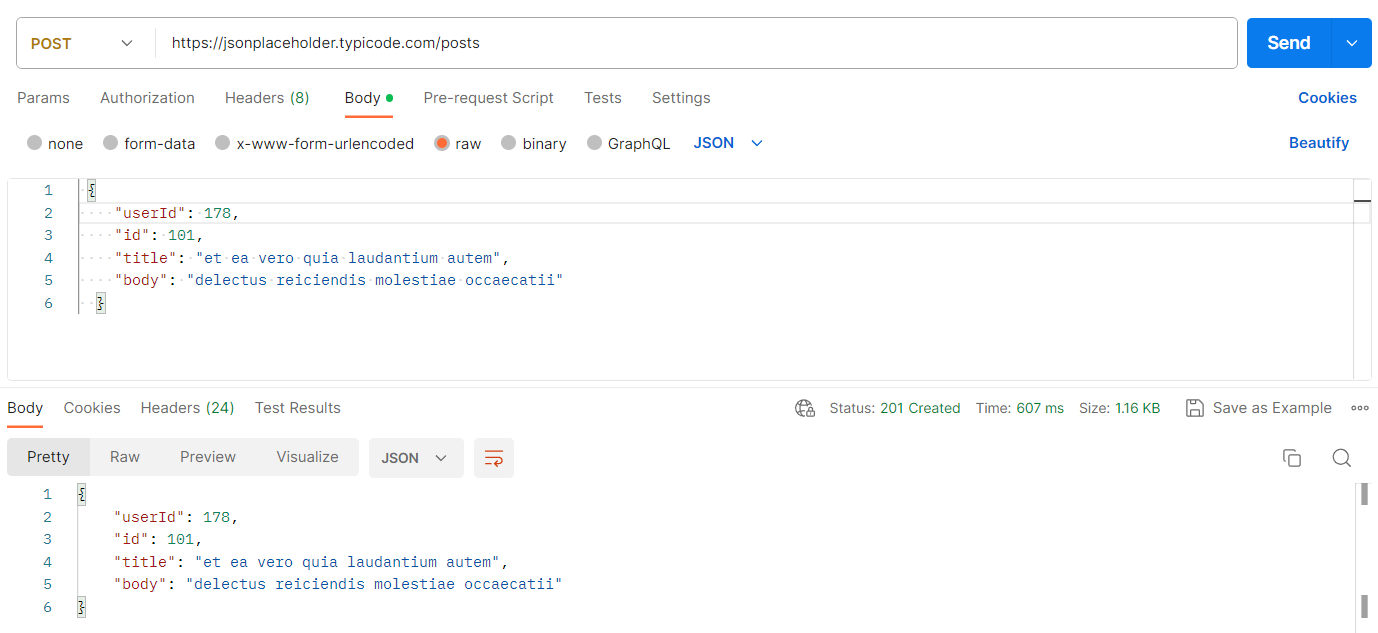 POST https://jsonplaceholder.typicode.com/posts Send
Params Authorization Headers (8) Body Pre-request Script Tests Settings Cookies
none form-data x-www-form-urlencoded raw binary GraphQL JSON Beautify
1 {
2 "userId": 178,
3 "id": 101,
4 "title": "et ea vero quia laudantium autem",
5 "body": "delectus reiciendis molestiae occaecatii"
6 }
Body Cookies Headers (24) Test Results Status: 201 Created Time: 607 ms Size: 1.16 KB Save as Example
Pretty Raw Preview Visualize JSON
1 {
2 "userId": 178,
3 "id": 101,
4 "title": "et ea vero quia laudantium autem",
5 "body": "delectus reiciendis molestiae occaecatii"
6 }